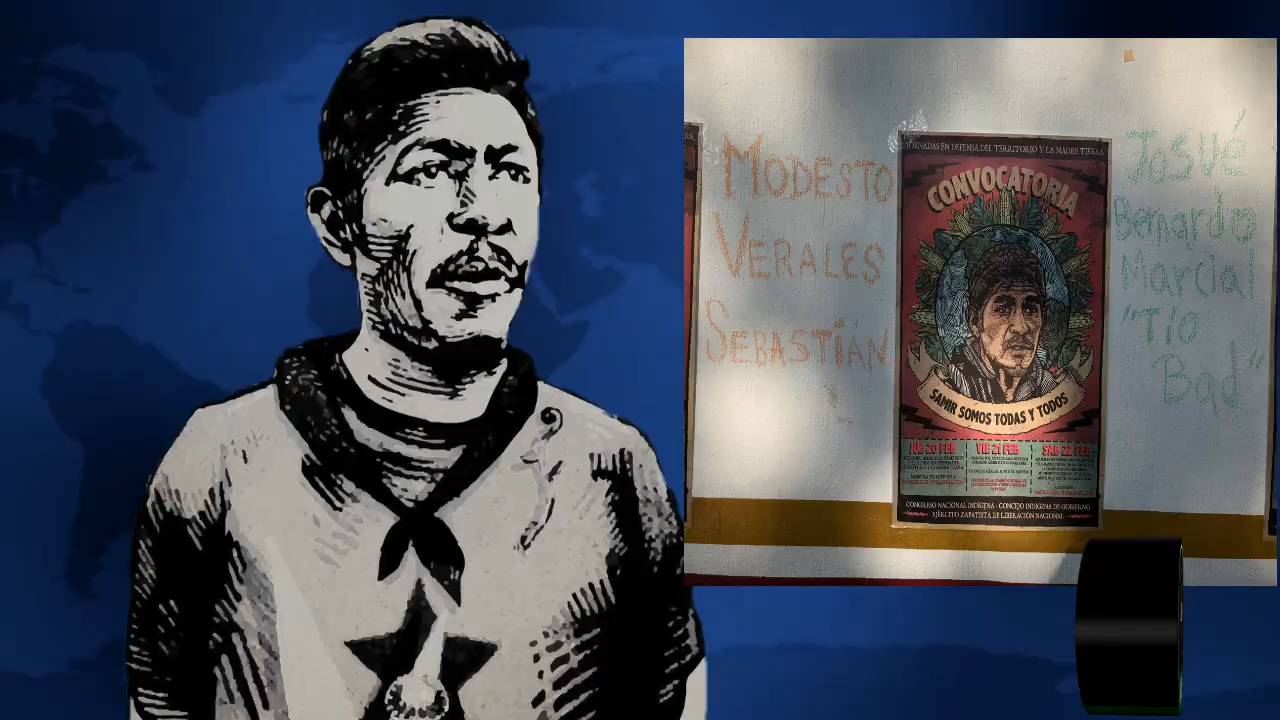 MODESTO
VERALES
SEBASTIÁN
JORNADAS EN DEFENSA DEL TERRITORIO Y LA MADRE TIERRA
CONVOCATORIA
SAMIR SOMOS TODAS Y TODOS
JUE 20 FEB
VIE 21 FEB
SAB 22 FEB
CONGRESO NACIONAL INDÍGENA · CONCEJO INDÍGENA DE GOBIERNO
EJÉRCITO ZAPATISTA DE LIBERACIÓN NACIONAL
JOSUÉ
Bernardo
Marcial
"Tío
Bad"